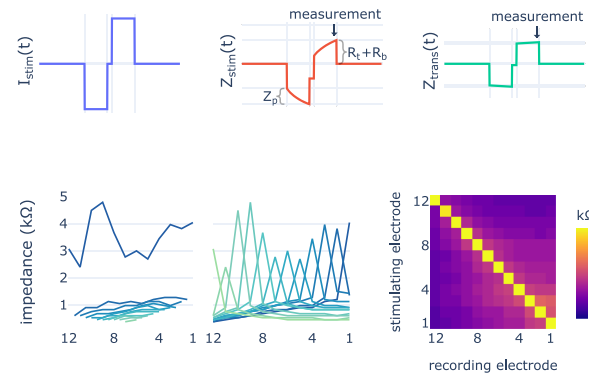 measurement
measurement
I_stim(t)
Z_stim(t)
R_t+R_b
Z_p
Z_trans(t)
impedance (kΩ)
5
4
3
2
1
12 8 4 1
12 8 4 1
stimulating electrode
12
8
4
1
12 8 4 1
recording electrode